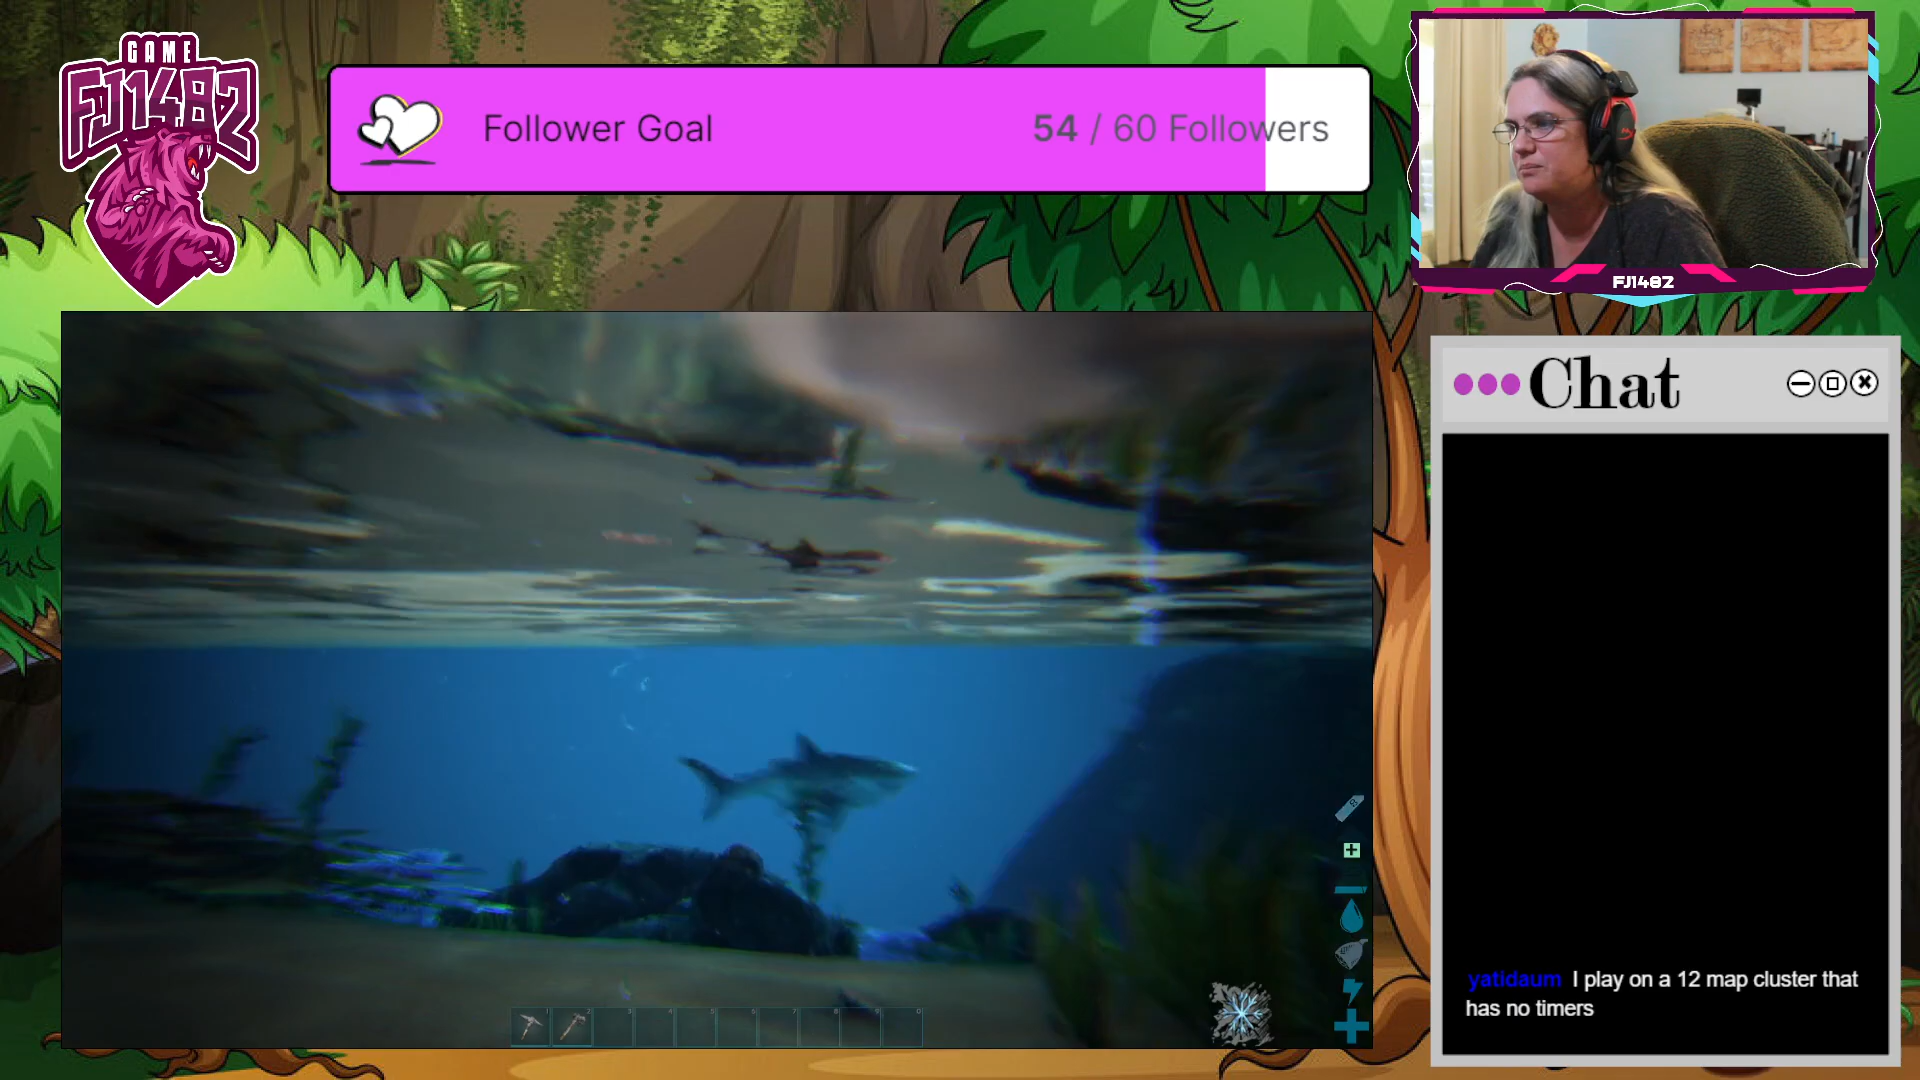 GAME
FJ1482
Follower Goal
54 / 60 Followers
FJ1482
Chat
yatidaum I play on a 12 map cluster that
has no timers